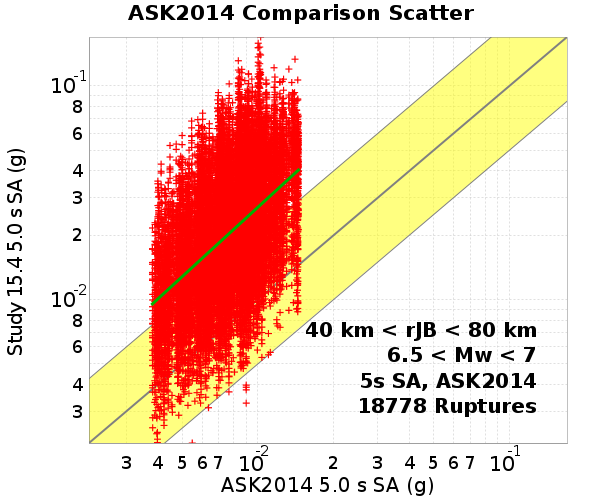 ASK2014 Comparison Scatter
Study 15.4 5.0 s SA (g)
10-1
8
6
4
3
2
10-2
8
6
4
3
40 km < rJB < 80 km
6.5 < Mw < 7
5s SA, ASK2014
18778 Ruptures
3 4 5 6 7 10-2 2 3 4 5 6 7 10-1
ASK2014 5.0 s SA (g)